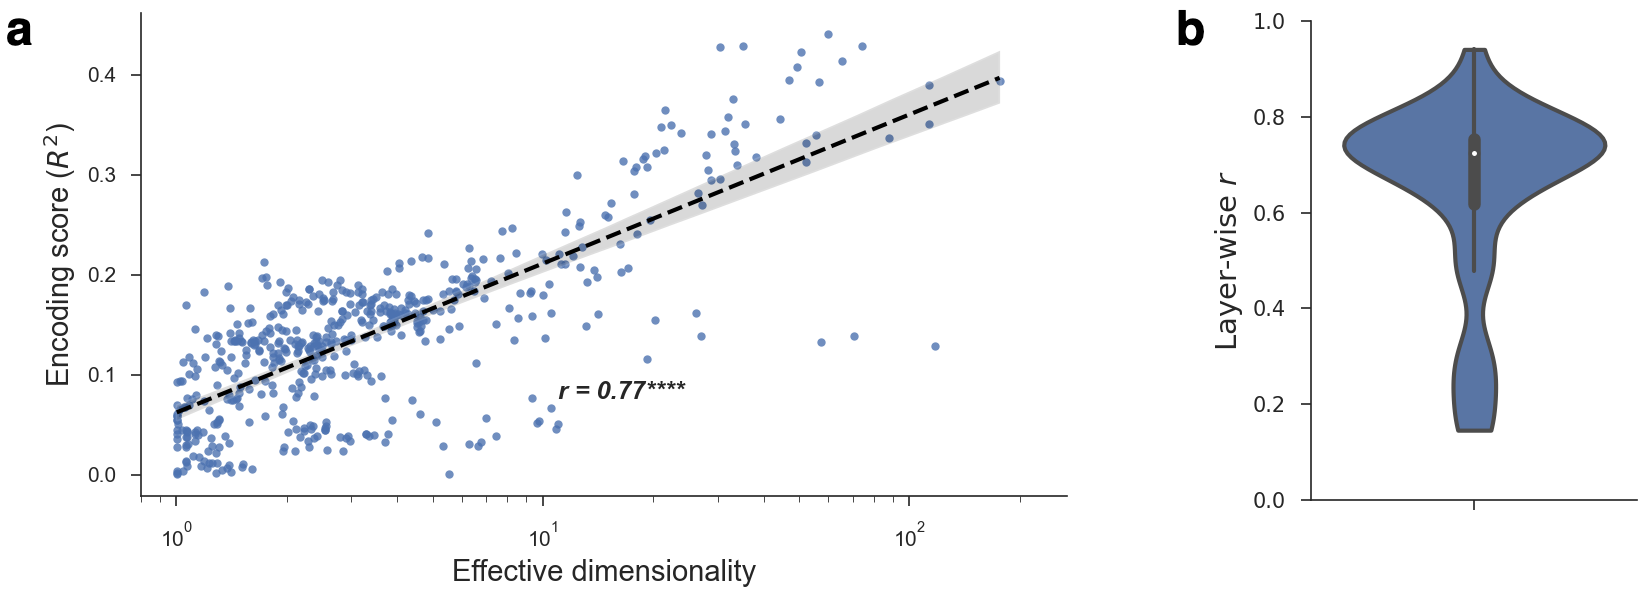 a
Encoding score (R²)
0.4
0.3
0.2
0.1
0.0
r = 0.77****
10⁰
10¹
10²
Effective dimensionality
b
Layer-wise r
1.0
0.8
0.6
0.4
0.2
0.0